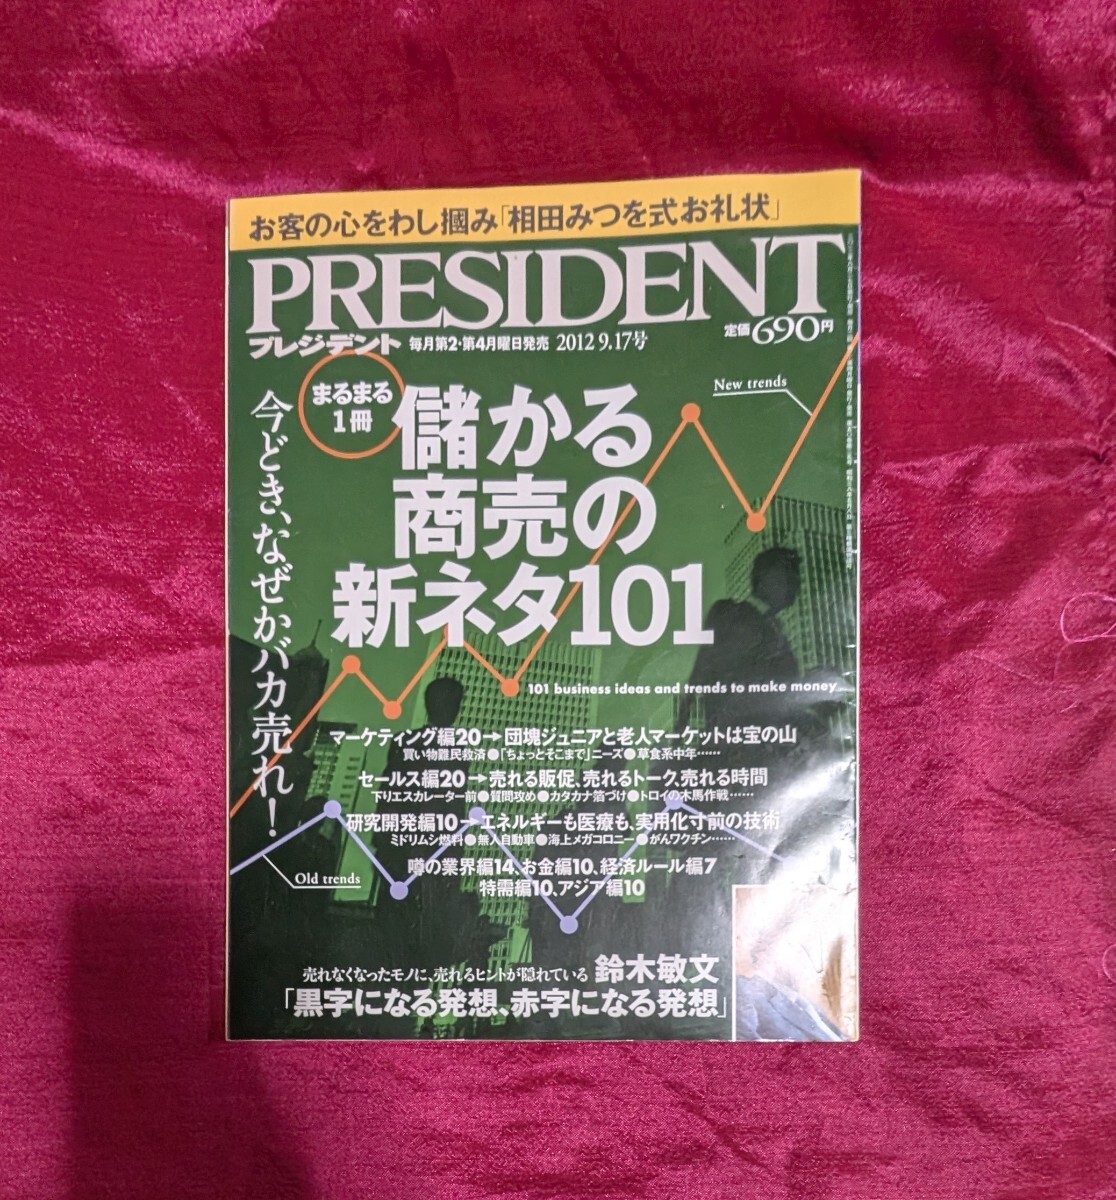 お客の心をわし摑み「相田みつを式お礼状」
PRESIDENT
プレジデント 毎月第2・第4月曜日発売 2012 9.17号
定価690円
まるまる
1冊
儲かる
商売の
新ネタ101
今どき、なぜかバカ売れ!
New trends
101 business ideas and trends to make money
マーケティング編20→団塊ジュニアと老人マーケットは宝の山
買い物難民救済●「ちょっとそこまで」ニーズ●草食系中年……
セールス編20→売れる販促、売れるトーク、売れる時間
下りエスカレーター前●質問攻め●カタカナ箔づけ●トロイの木馬作戦……
研究開発編10→エネルギーも医療も、実用化寸前の技術
ミドリムシ燃料●無人自動車●海上メガコロニー●がんワクチン……
噂の業界編14、お金編10、経済ルール編7
特需編10、アジア編10
Old trends
売れなくなったモノに、売れるヒントが隠れている 鈴木敏文
「黒字になる発想、赤字になる発想」